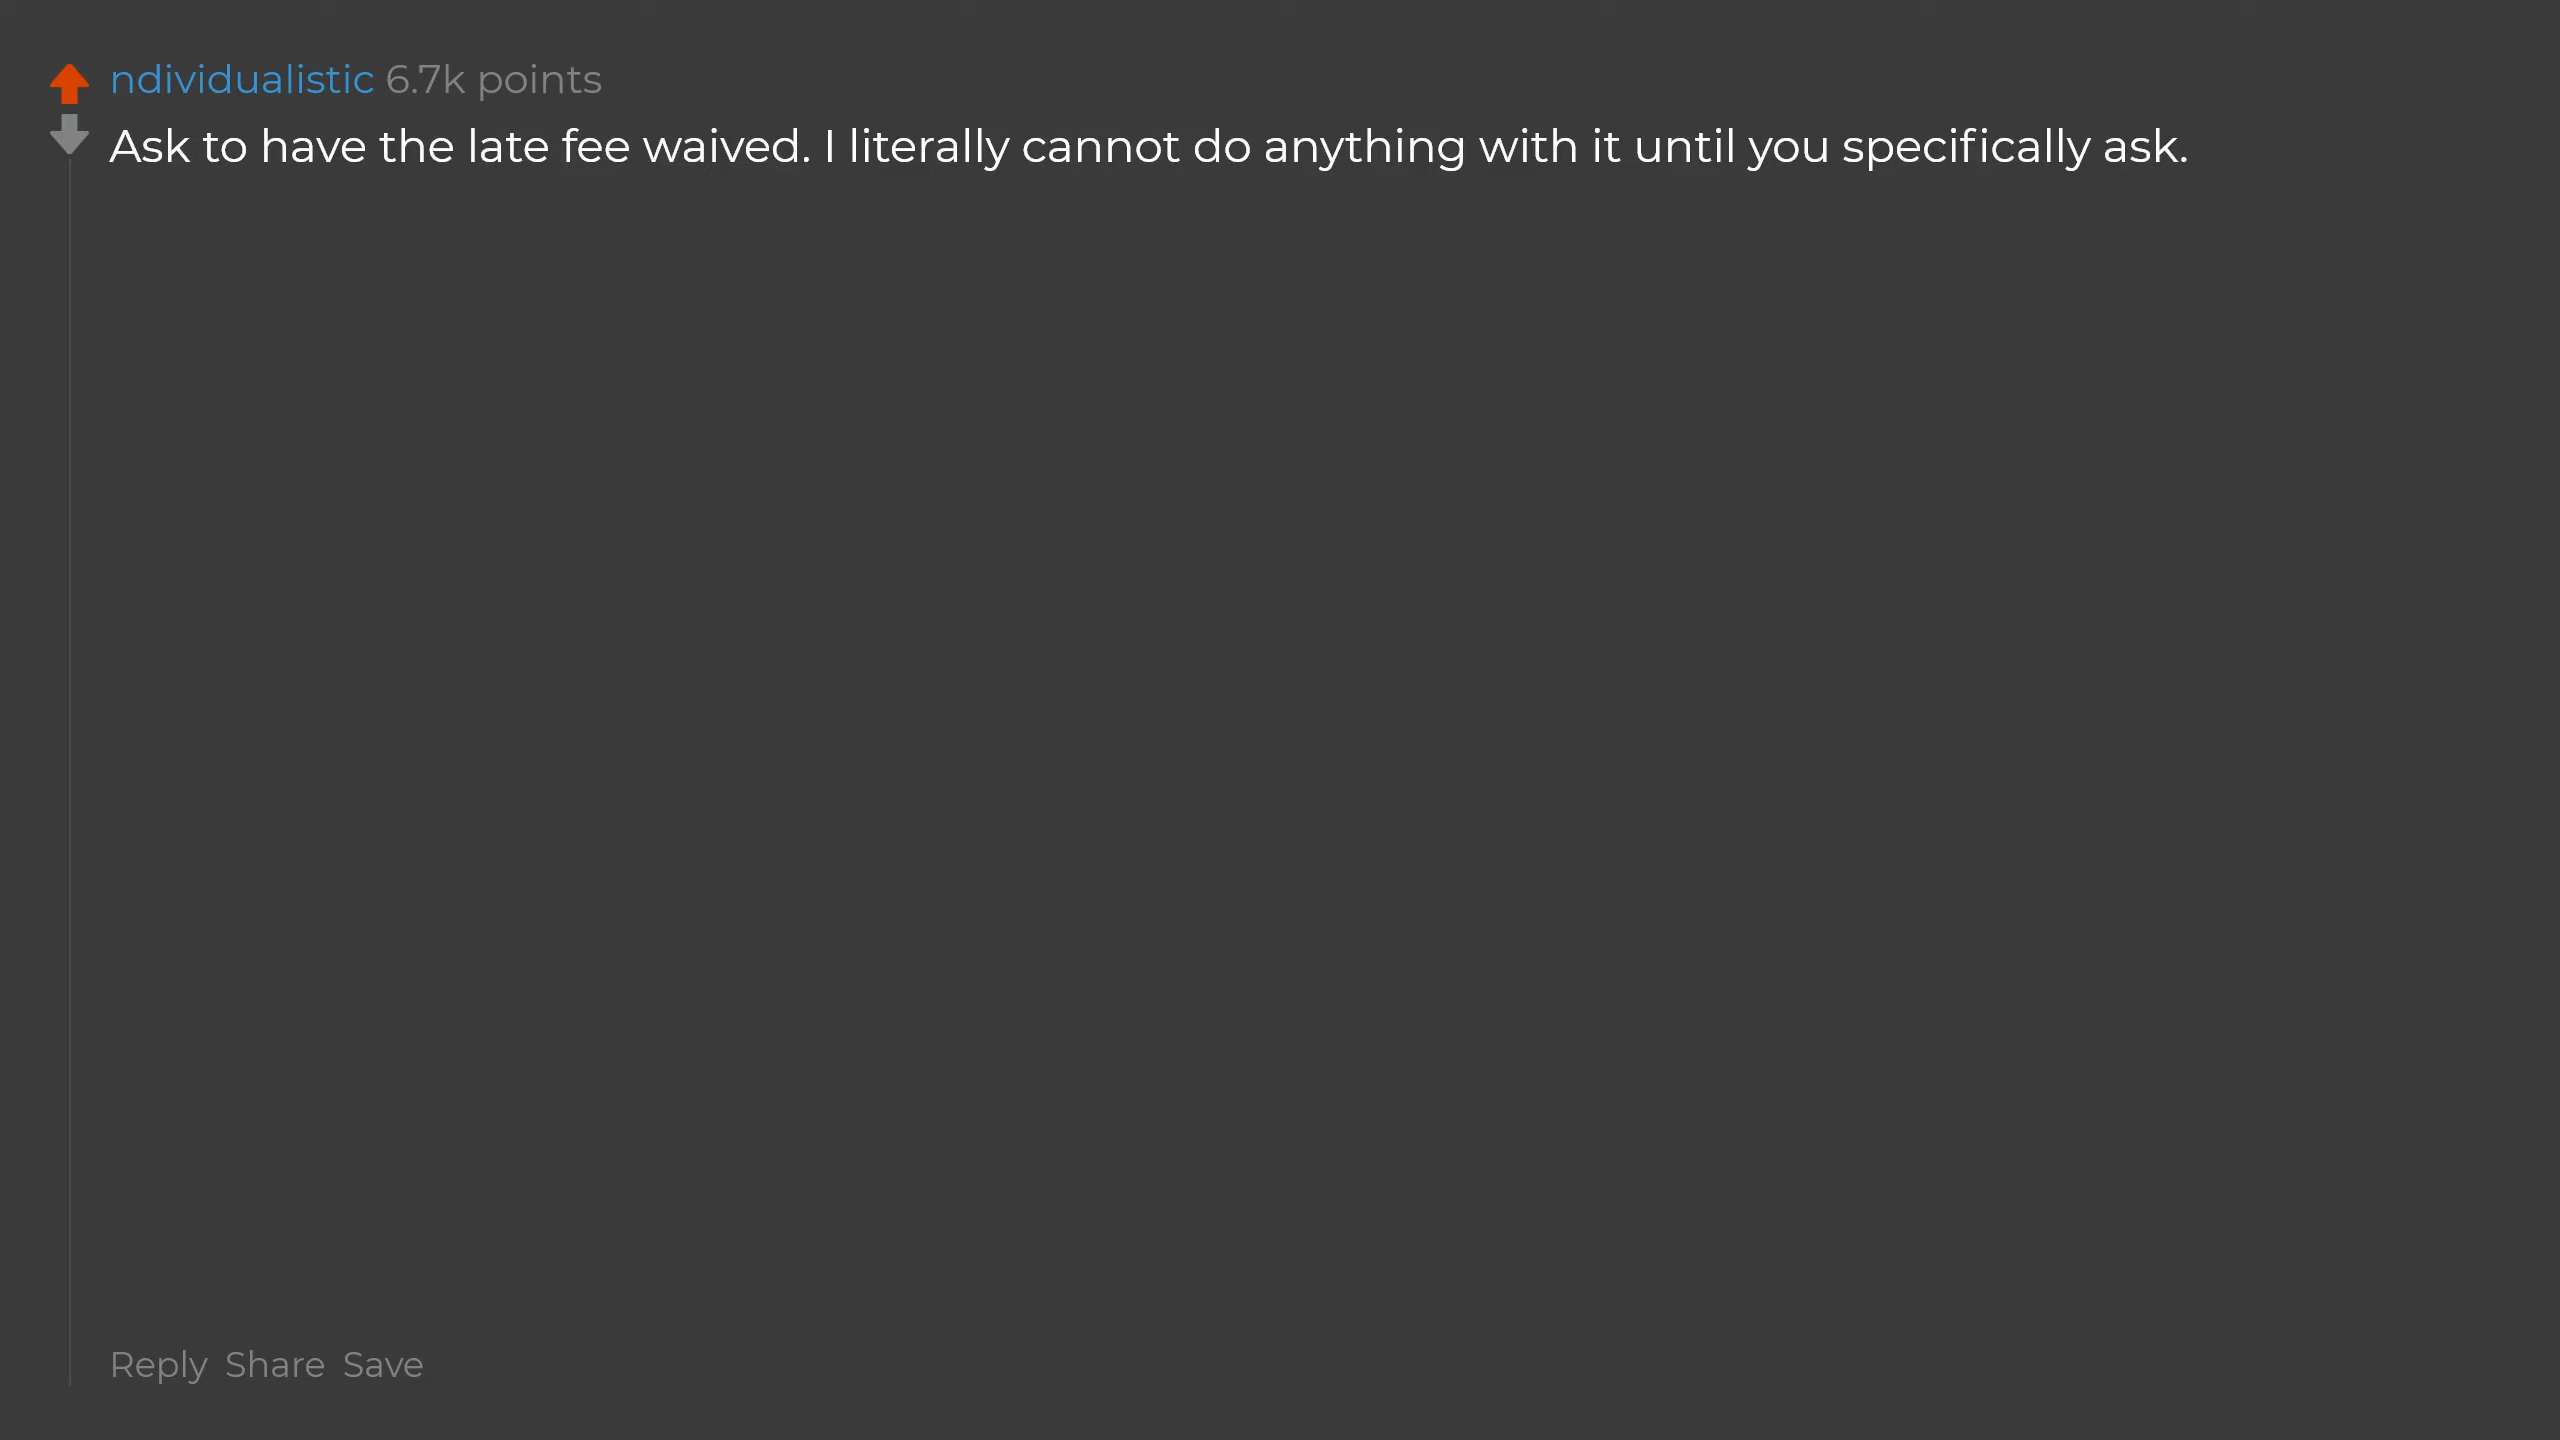 ndividualistic 6.7k points
Ask to have the late fee waived. I literally cannot do anything with it until you specifically ask.
Reply Share Save